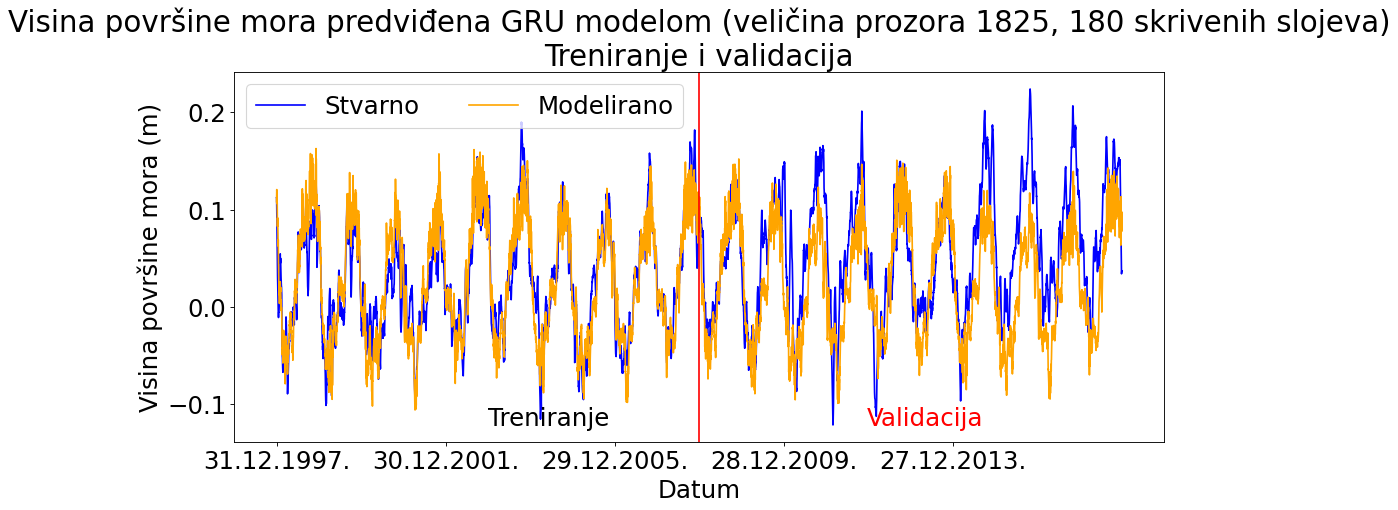 Visina površine mora predviđena GRU modelom (veličina prozora 1825, 180 skrivenih slojeva)
Treniranje i validacija
Stvarno
Modelirano
Visina površine mora (m)
0.2
0.1
0.0
−0.1
Treniranje
Validacija
31.12.1997.
30.12.2001.
29.12.2005.
28.12.2009.
27.12.2013.
Datum